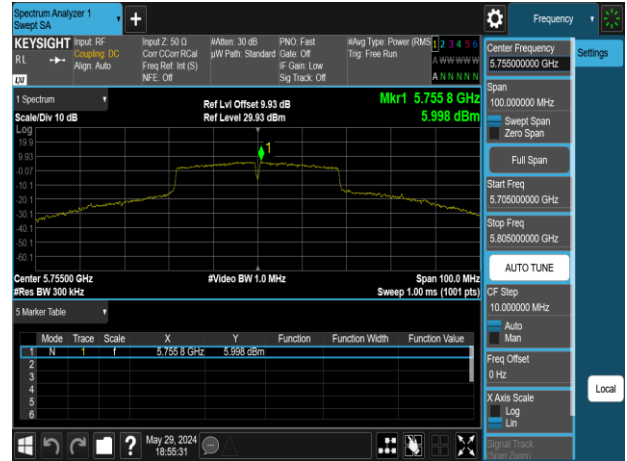 Spectrum Analyzer 1
Swept SA
Frequency
KEYSIGHT
RL
LXI
Input: RF
Coupling: DC
Align: Auto
Input Z: 50 Ω
Corr CCorr RCal
Freq Ref: Int (S)
NFE: Off
#Atten: 30 dB
µW Path: Standard
PNO: Fast
Gate: Off
IF Gain: Low
Sig Track: Off
#Avg Type: Power (RMS
Trig: Free Run
1 2 3 4 5 6
A W W W W W
A N N N N N
1 Spectrum
Scale/Div 10 dB
Ref Lvl Offset 9.93 dB
Ref Level 29.93 dBm
Mkr1 5.755 8 GHz
5.998 dBm
Log
19.9
9.93
-0.07
-10.1
-20.1
-30.1
-40.1
-50.1
-60.1
1
Center 5.75500 GHz
#Res BW 300 kHz
#Video BW 1.0 MHz
Span 100.0 MHz
Sweep 1.00 ms (1001 pts)
5 Marker Table
Mode Trace Scale X Y Function Function Width Function Value
1 N 1 f 5.755 8 GHz 5.998 dBm
2
3
4
5
6
May 29, 2024
18:55:31
Center Frequency
5.755000000 GHz
Span
100.000000 MHz
Swept Span
Zero Span
Full Span
Start Freq
5.705000000 GHz
Stop Freq
5.805000000 GHz
AUTO TUNE
CF Step
10.000000 MHz
Auto
Man
Freq Offset
0 Hz
X Axis Scale
Log
Lin
Signal Track
(Span Zoom)
Settings
Local